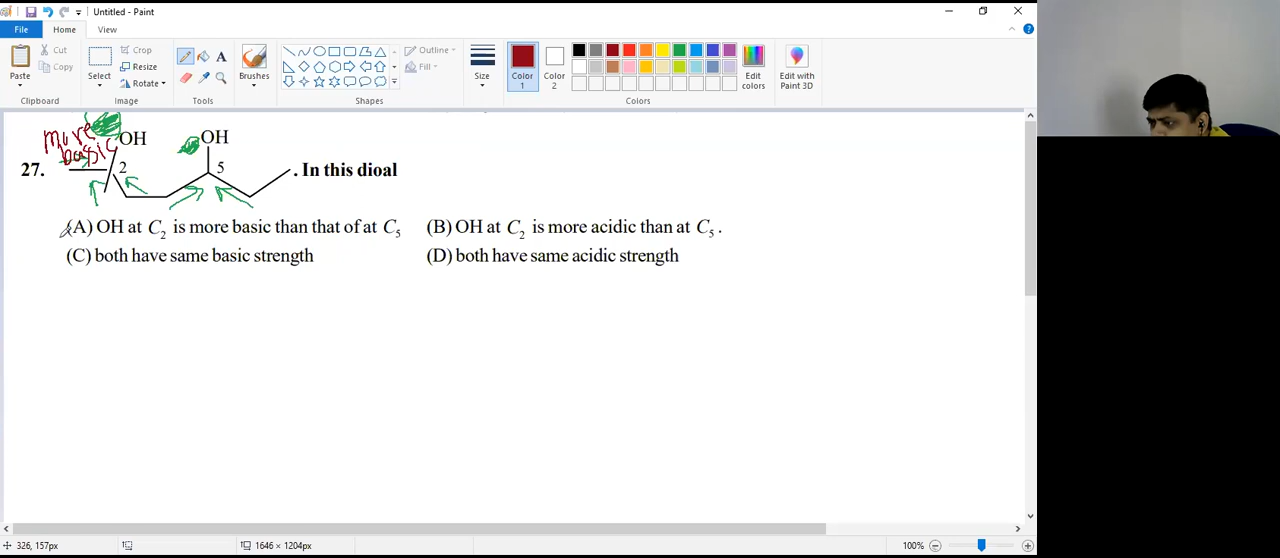 Untitled - Paint
File Home View
Paste
Cut
Copy
Clipboard
Select
Crop
Resize
Rotate
Image
Tools
Brushes
Outline
Fill
Shapes
Size
Color 1
Color 2
Edit colors
Edit with Paint 3D
Colors
more
basic
OH
OH
27.
2
5
. In this dioal
(A) OH at C₂ is more basic than that of at C₅
(B) OH at C₂ is more acidic than at C₅ .
(C) both have same basic strength
(D) both have same acidic strength
326, 157px
1646 × 1204px
100%